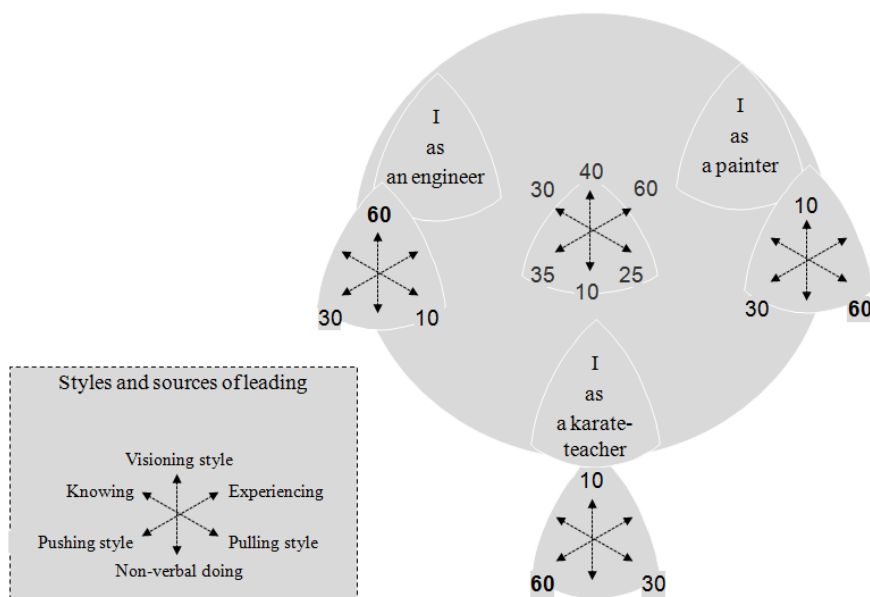 I
as
an engineer
I
as
a painter
60
30 10
30 40 60
35 10 25
10
30 60
I
as
a karate-
teacher
10
60 30
Styles and sources of leading
Visioning style
Knowing Experiencing
Pushing style Pulling style
Non-verbal doing